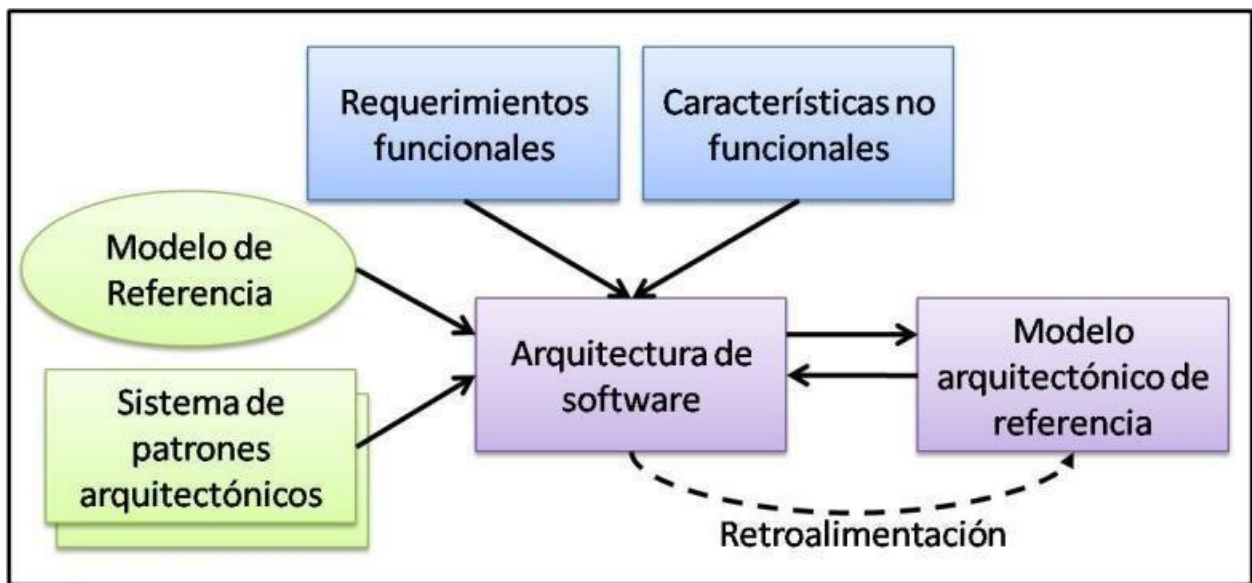 Requerimientos
funcionales
Características no
funcionales
Modelo de
Referencia
Sistema de
patrones
arquitectónicos
Arquitectura de
software
Modelo
arquitectónico de
referencia
Retroalimentación